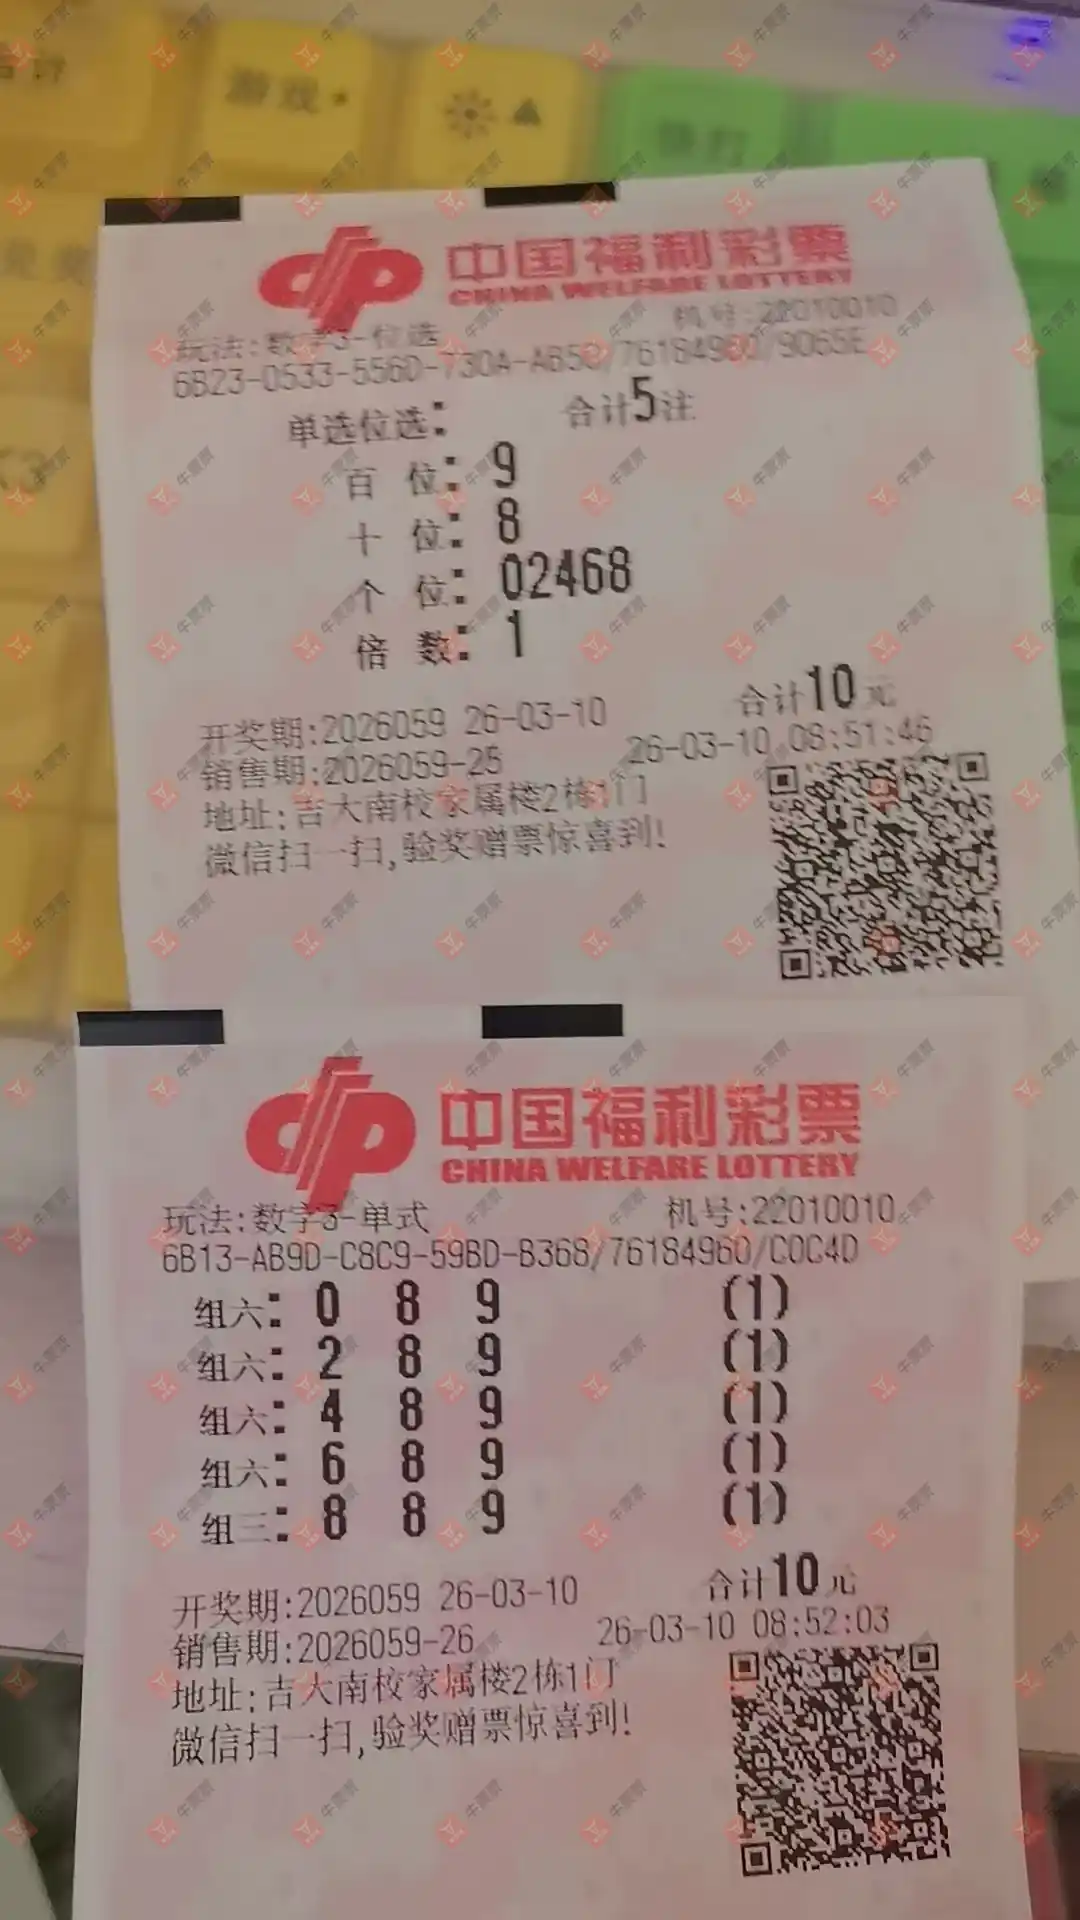 游戏
中国福利彩票
CHINA WELFARE LOTTERY
玩法:数字3-位选 机号:22010010
6B23-0533-556D-730A-AB5C/76184960/9065E
单选位选: 合计5注
百 位: 9
十 位: 8
个 位: 02468
倍 数: 1
合计10元
开奖期:2026059 26-03-10
销售期:2026059-25 26-03-10 08:51:46
地址:吉大南校家属楼2栋1门
微信扫一扫,验奖赠票惊喜到!
中国福利彩票
CHINA WELFARE LOTTERY
玩法:数字3-单式 机号:22010010
6B13-AB9D-C8C9-59BD-B368/76184960/C0C4D
组六: 0 8 9 (1)
组六: 2 8 9 (1)
组六: 4 8 9 (1)
组六: 6 8 9 (1)
组三: 8 8 9 (1)
合计10元
开奖期:2026059 26-03-10
销售期:2026059-26 26-03-10 08:52:03
地址:吉大南校家属楼2栋1门
微信扫一扫,验奖赠票惊喜到!